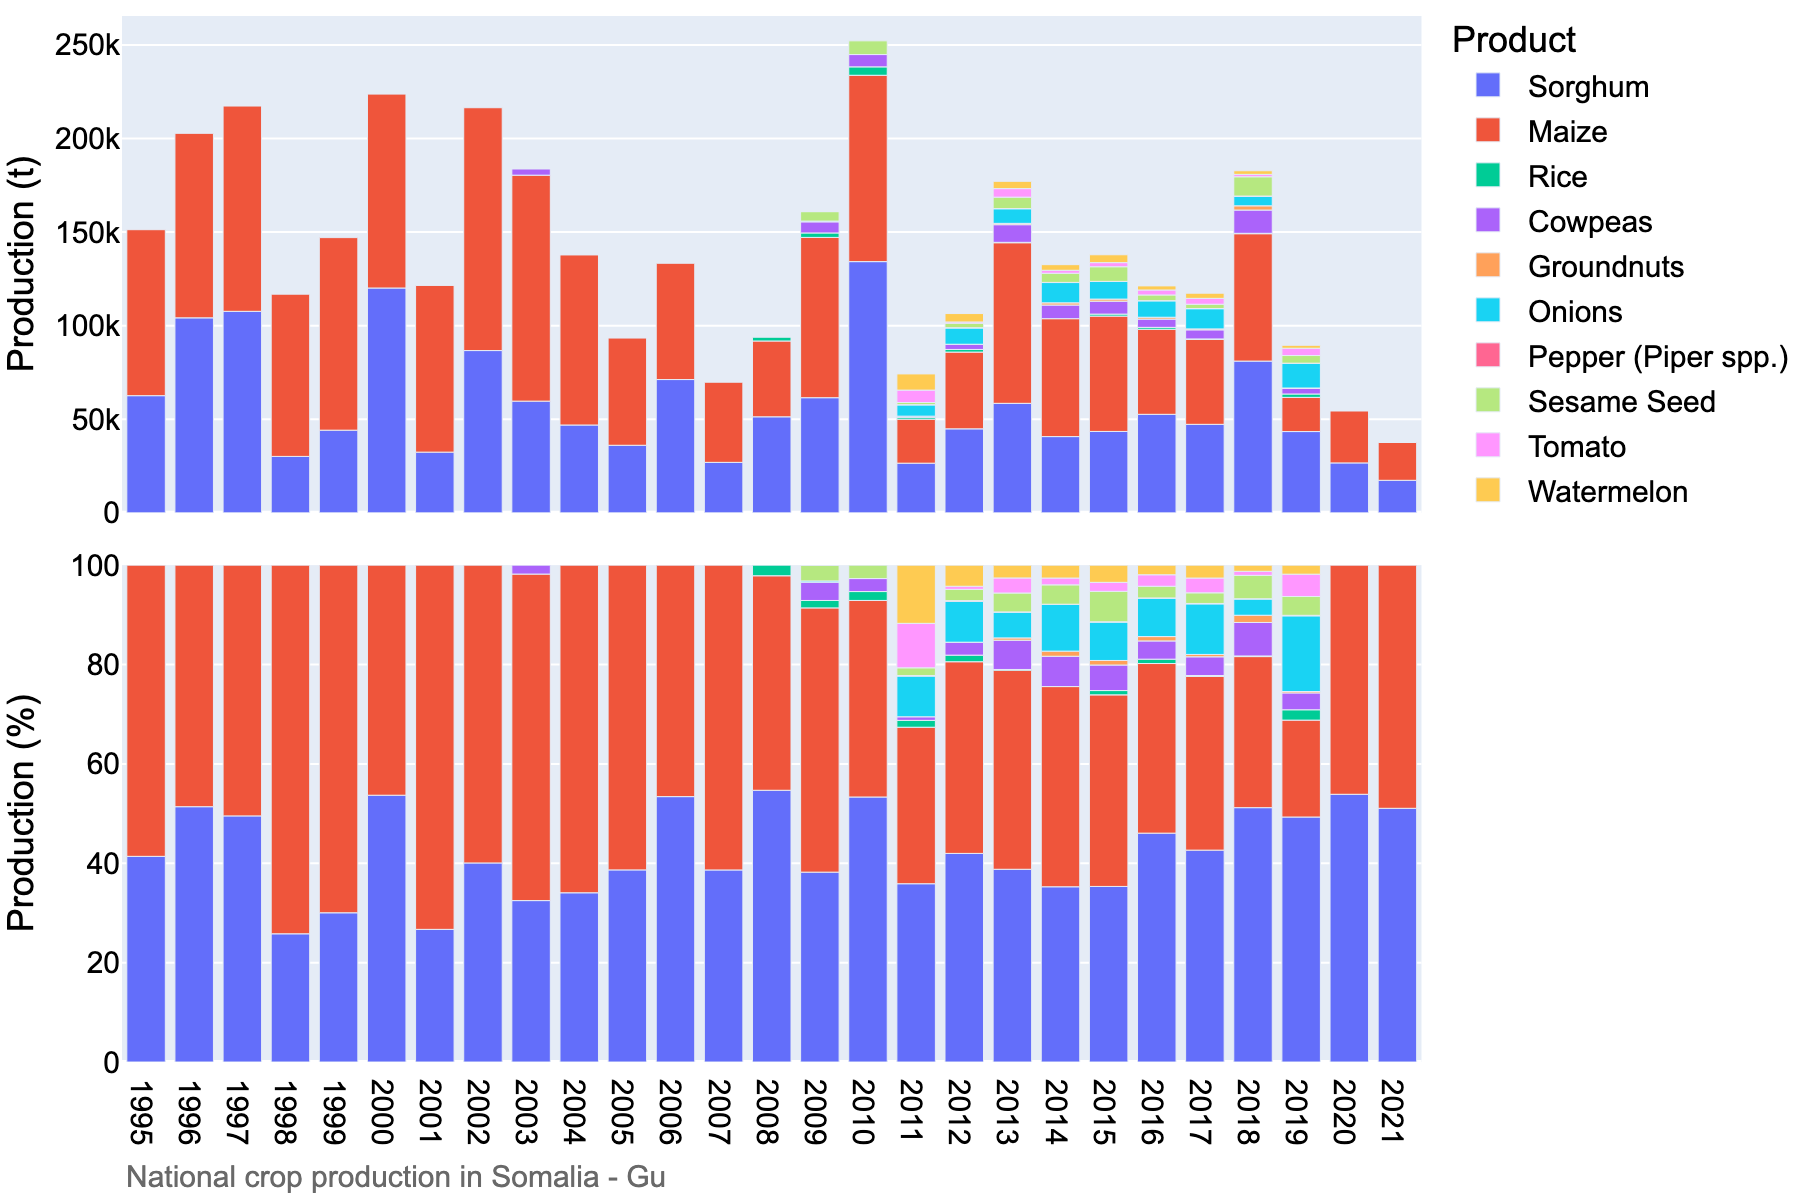 Production (t)
250k
200k
150k
100k
50k
0
Product
Sorghum
Maize
Rice
Cowpeas
Groundnuts
Onions
Pepper (Piper spp.)
Sesame Seed
Tomato
Watermelon
Production (%)
100
80
60
40
20
0
1995
1996
1997
1998
1999
2000
2001
2002
2003
2004
2005
2006
2007
2008
2009
2010
2011
2012
2013
2014
2015
2016
2017
2018
2019
2020
2021
National crop production in Somalia - Gu